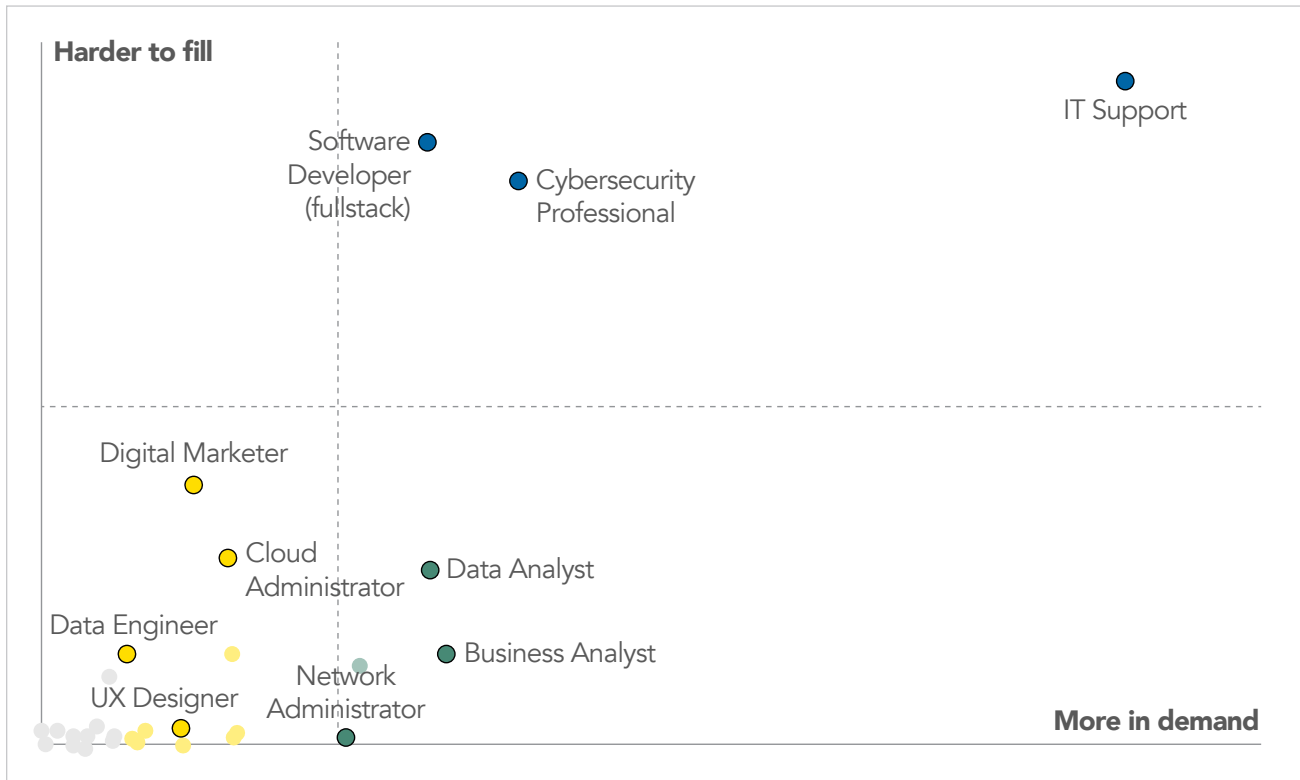 Harder to fill
IT Support
Software
Developer
(fullstack)
Cybersecurity
Professional
Digital Marketer
Cloud
Administrator
Data Analyst
Data Engineer
Business Analyst
Network
Administrator
UX Designer
More in demand